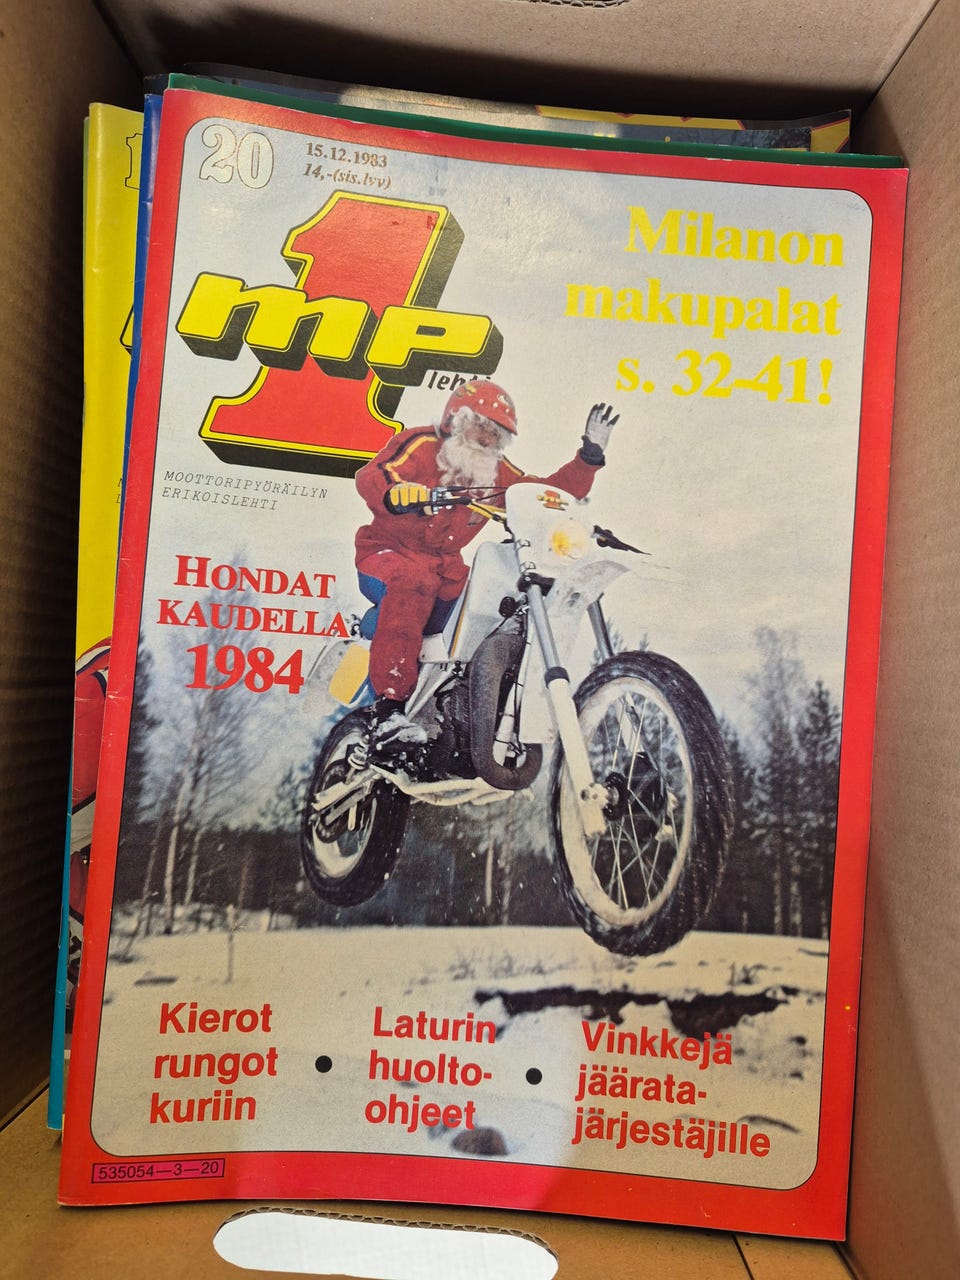 20
15.12.1983
14,-(sis.lvv)
1
mp
lehti
MOOTTORIPYÖRÄILYN
ERIKOISLEHTI
Milanon
makupalat
s. 32-41!
HONDAT
KAUDELLA
1984
Kierot
rungot
kuriin
•
Laturin
huolto-
ohjeet
•
Vinkkejä
jäärata-
järjestäjille
535054—3—20